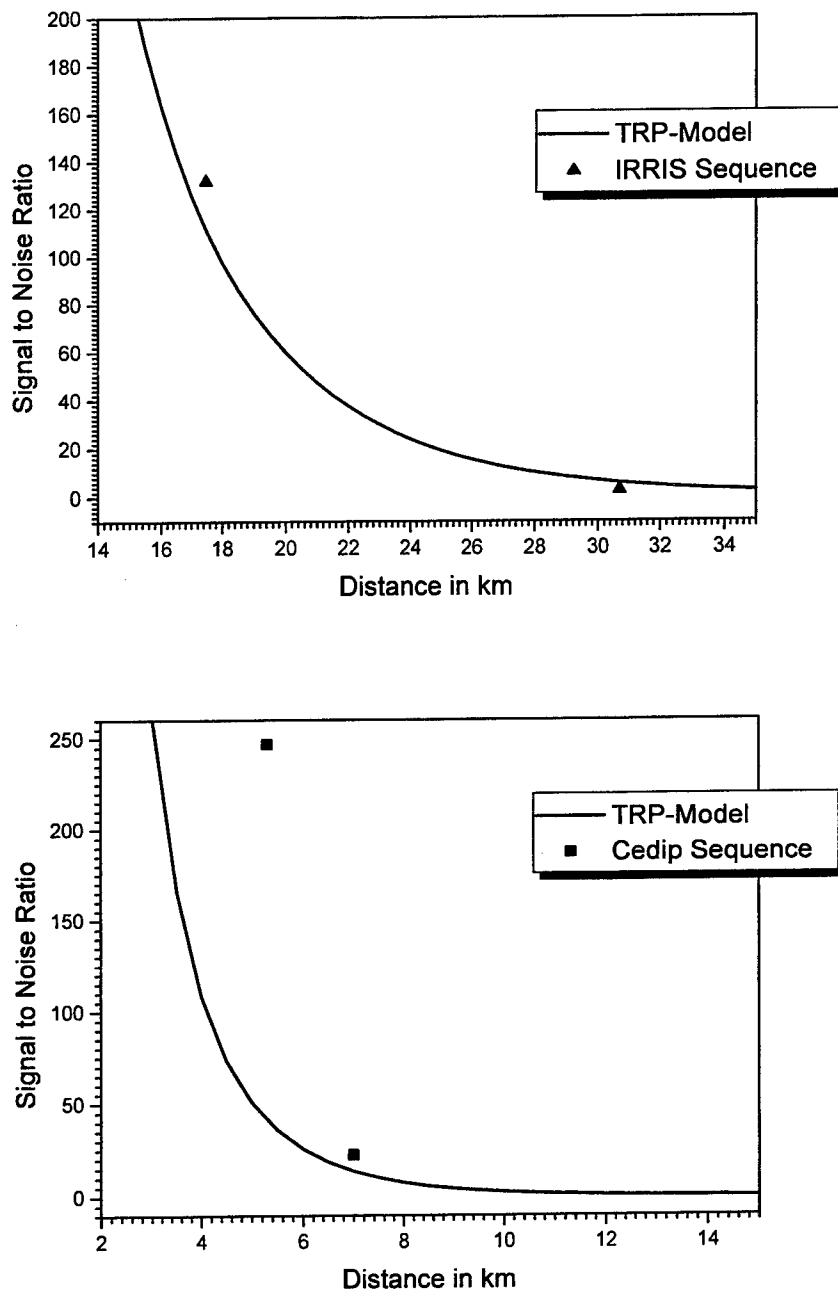 200
180
160
140
120
100
80
60
40
20
0
Signal to Noise Ratio
TRP-Model
IRRIS Sequence
14 16 18 20 22 24 26 28 30 32 34
Distance in km
250
200
150
100
50
0
Signal to Noise Ratio
TRP-Model
Cedip Sequence
2 4 6 8 10 12 14
Distance in km